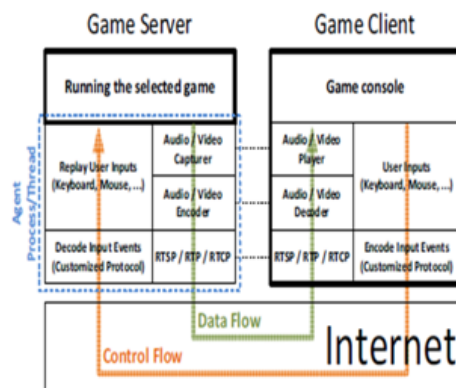 Game Server
Game Client
Running the selected game
Game console
Agent
Process/Thread
Replay User Inputs
(Keyboard, Mouse, ...)
Audio / Video
Capturer
Audio / Video
Encoder
Decode Input Events
(Customized Protocol)
RTSP / RTP / RTCP
Audio / Video
Player
Audio / Video
Decoder
RTSP / RTP / RTCP
User Inputs
(Keyboard, Mouse, ...)
Encode Input Events
(Customized Protocol)
Data Flow
Control Flow
Internet